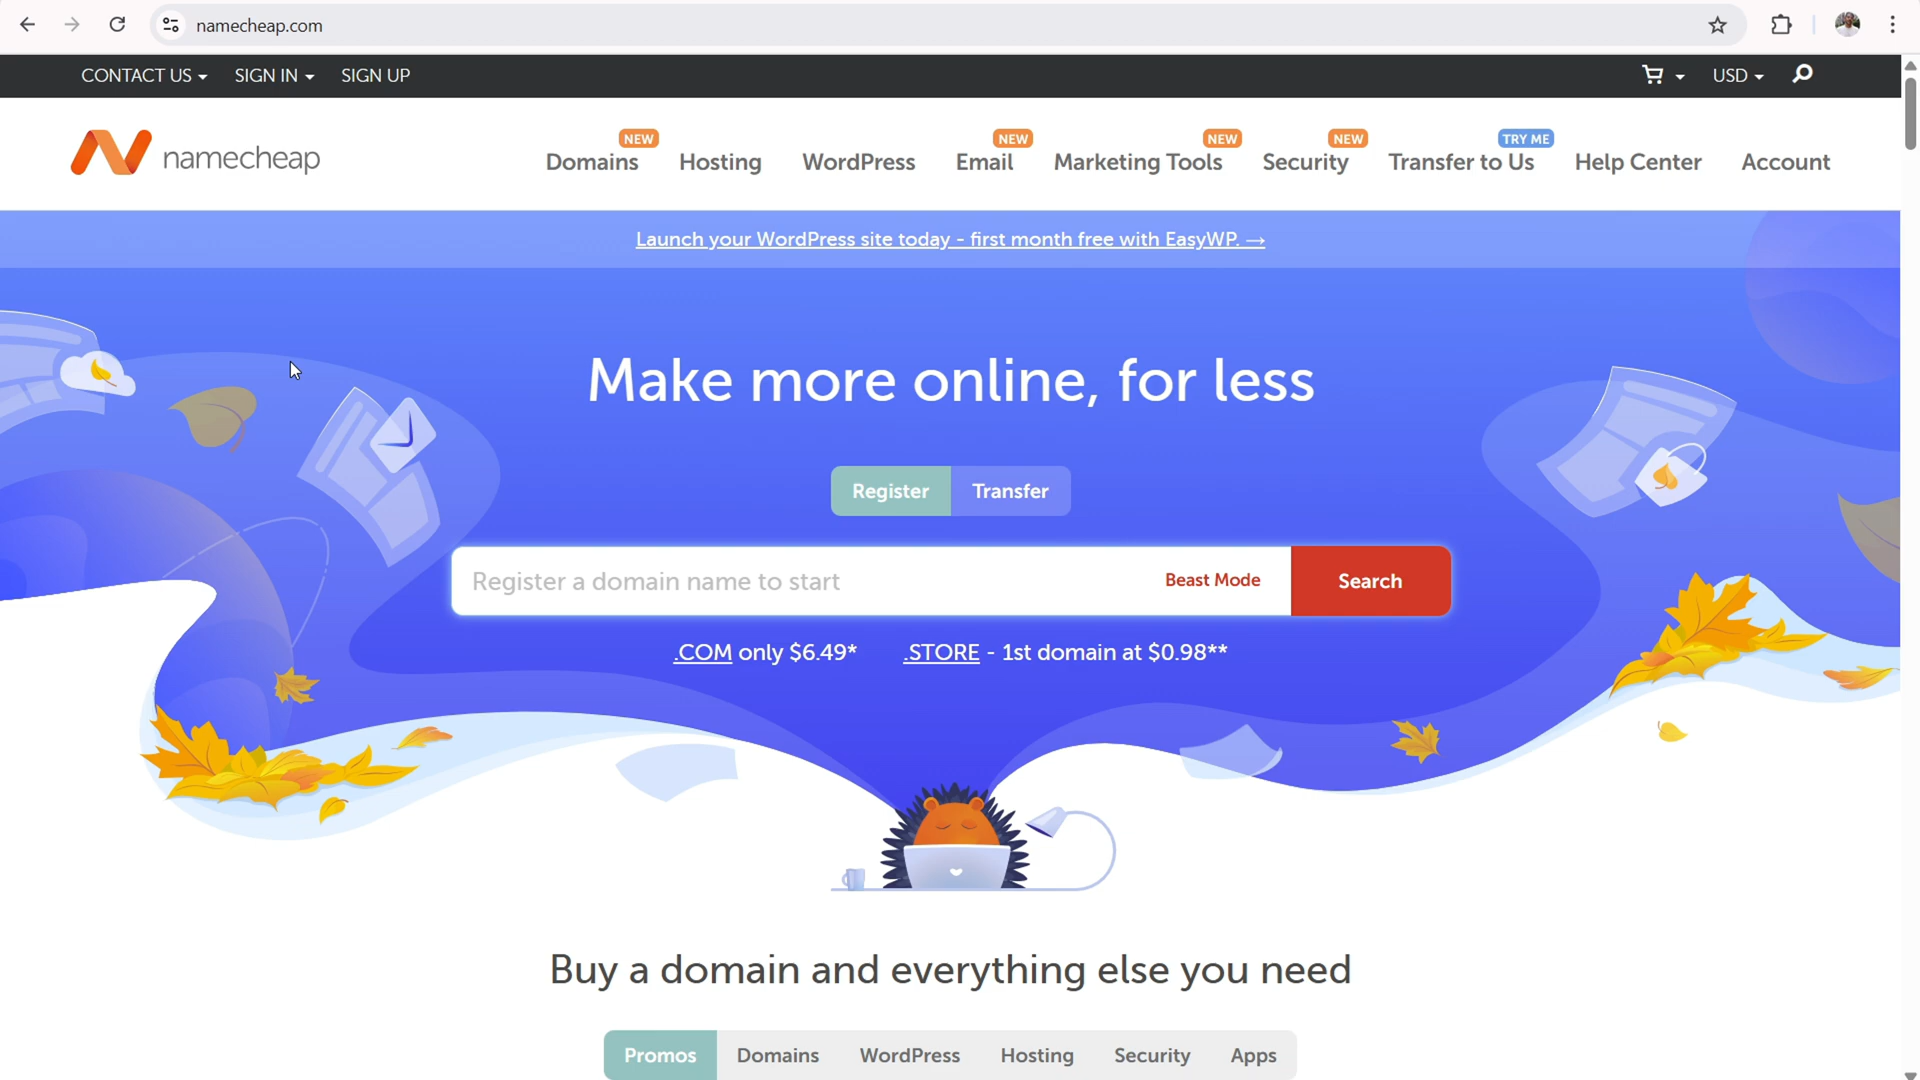 namecheap.com
CONTACT US SIGN IN SIGN UP USD
namecheap
NEW NEW NEW NEW TRY ME
Domains Hosting WordPress Email Marketing Tools Security Transfer to Us Help Center Account
Launch your WordPress site today - first month free with EasyWP. →
Make more online, for less
Register Transfer
Register a domain name to start Beast Mode Search
.COM only $6.49* .STORE - 1st domain at $0.98**
Buy a domain and everything else you need
Promos Domains WordPress Hosting Security Apps